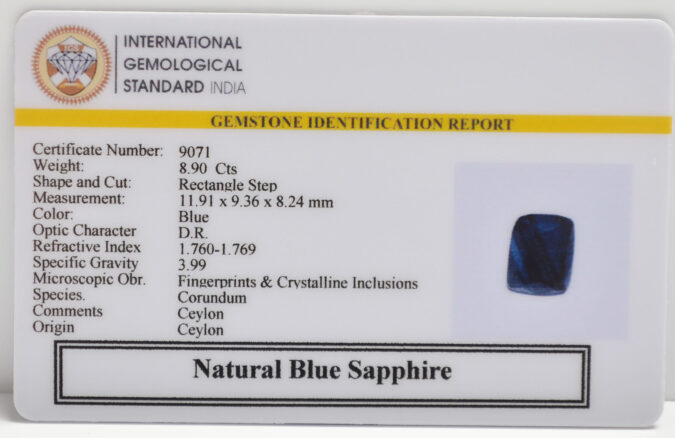 IGS
INTERNATIONAL
GEMOLOGICAL
STANDARD INDIA
GEMSTONE IDENTIFICATION REPORT
Certificate Number: 9071
Weight: 8.90 Cts
Shape and Cut: Rectangle Step
Measurement: 11.91 x 9.36 x 8.24 mm
Color: Blue
Optic Character D.R.
Refractive Index 1.760-1.769
Specific Gravity 3.99
Microscopic Obr. Fingerprints & Crystalline Inclusions
Species. Corundum
Comments Ceylon
Origin Ceylon
Natural Blue Sapphire